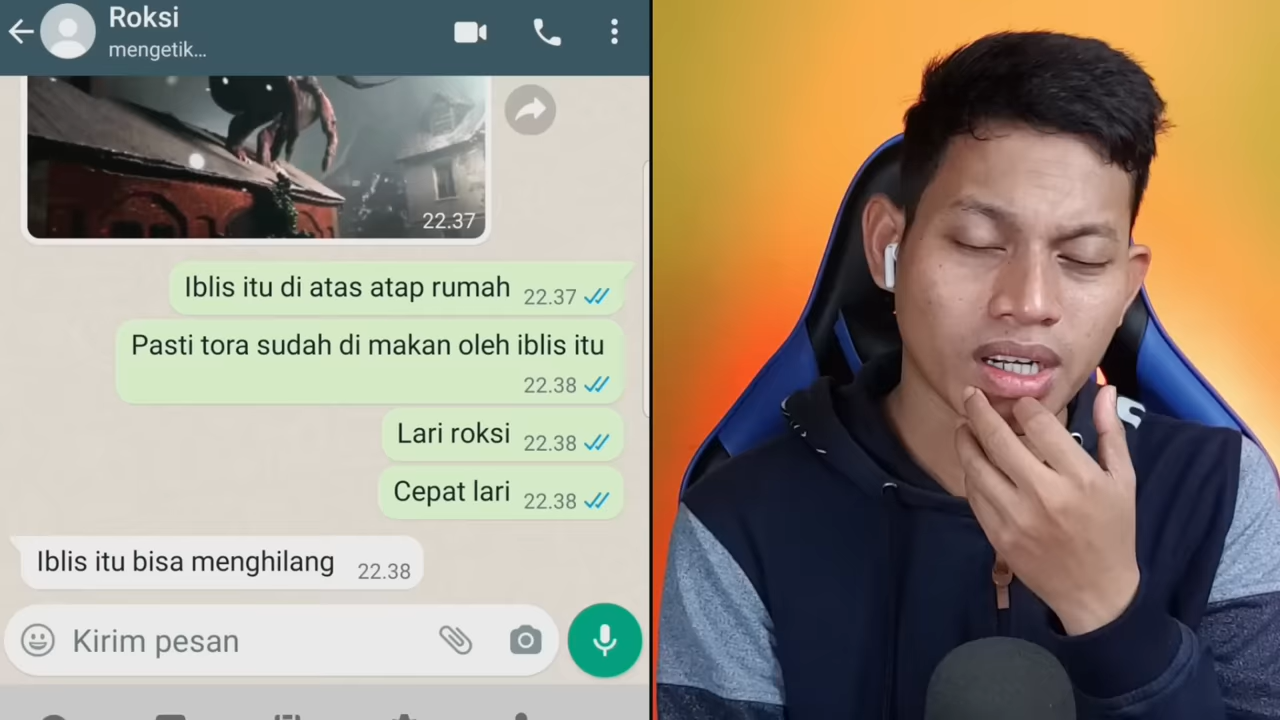 Roksi
mengetik...
22.37
Iblis itu di atas atap rumah 22.37
Pasti tora sudah di makan oleh iblis itu
22.38
Lari roksi 22.38
Cepat lari 22.38
Iblis itu bisa menghilang 22.38
Kirim pesan